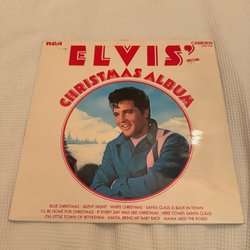 RCA
CAMDEN
ELVIS'
CHRISTMAS ALBUM
BLUE CHRISTMAS · SILENT NIGHT · WHITE CHRISTMAS · SANTA CLAUS IS BACK IN TOWN
I'LL BE HOME FOR CHRISTMAS · IF EVERY DAY WAS LIKE CHRISTMAS · HERE COMES SANTA CLAUS
OH, LITTLE TOWN OF BETHLEHEM · SANTA, BRING MY BABY BACK · MAMA LIKED THE ROSES